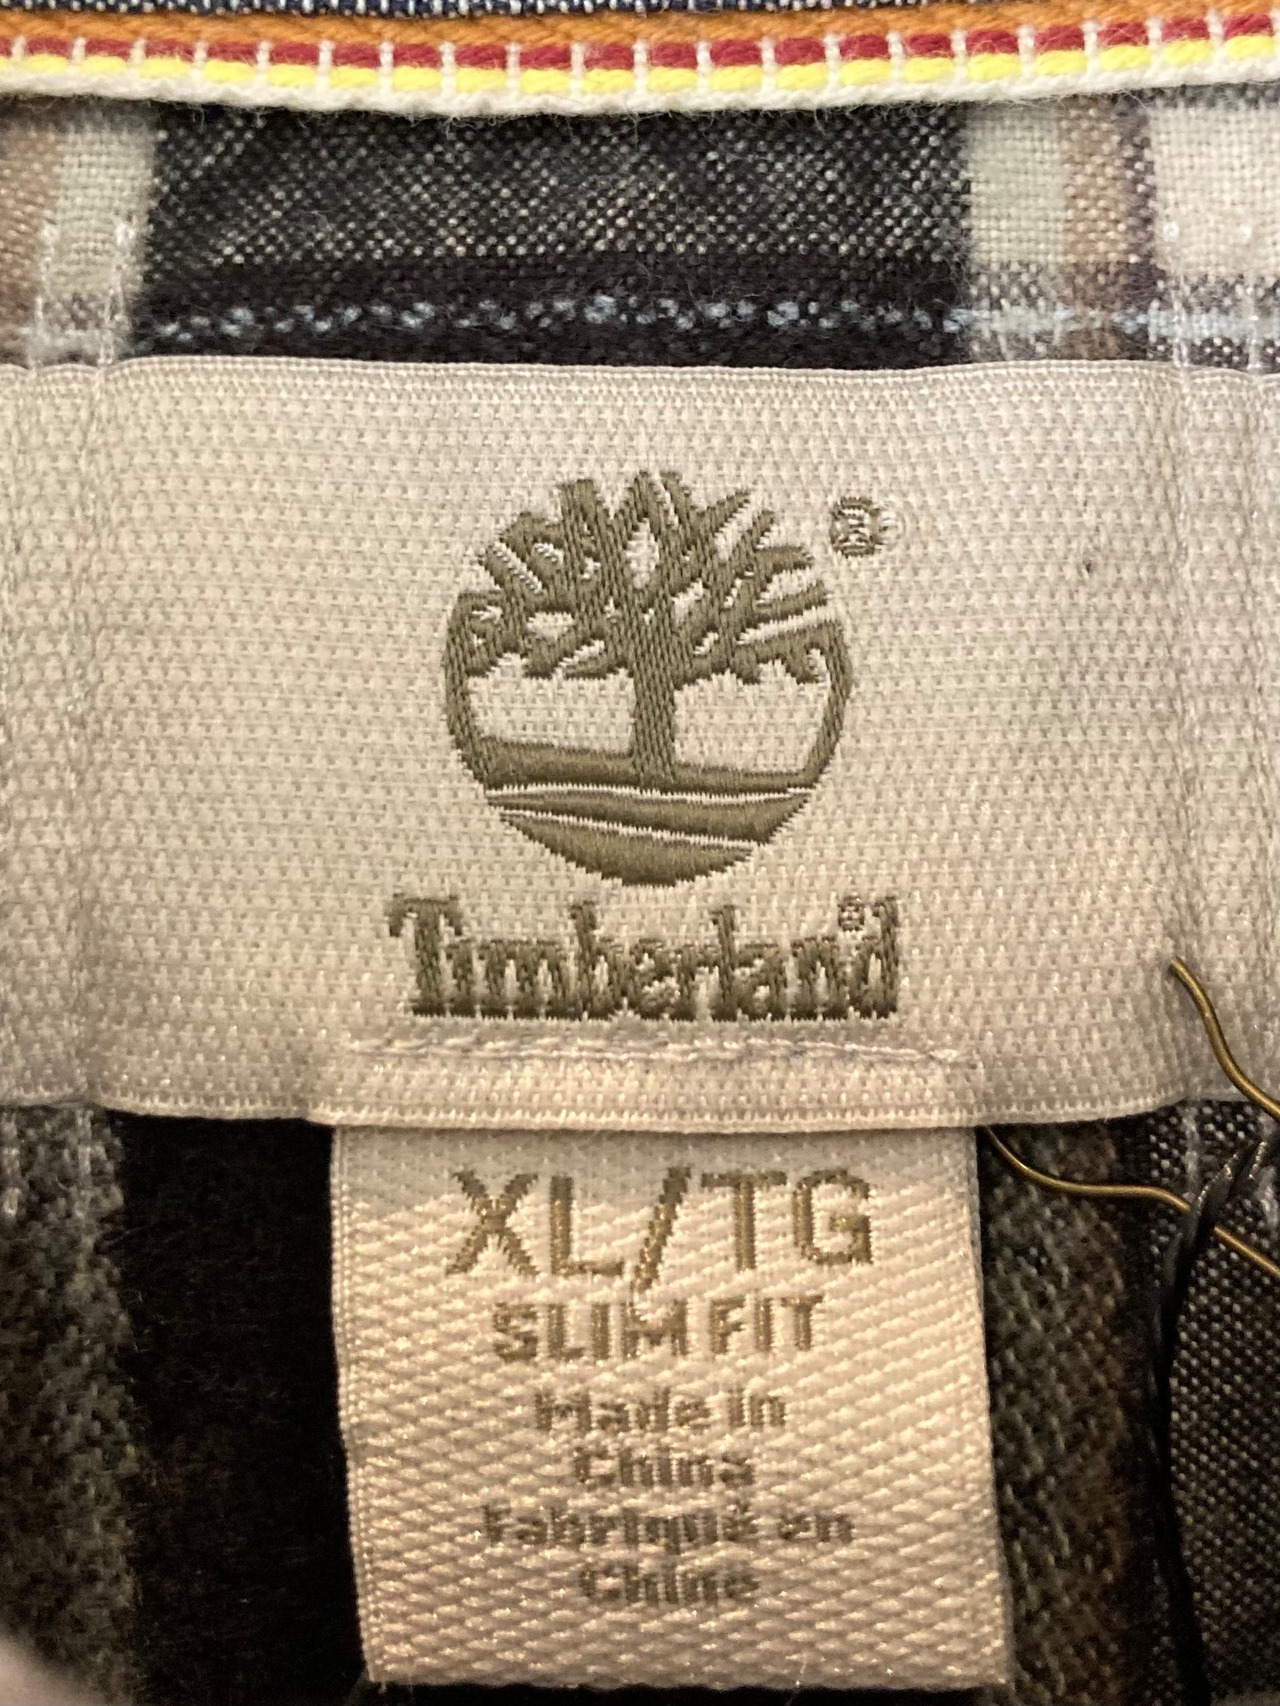 ®
Timberland®
XL/TG
SLIM FIT
Made in
China
Fabriqué en
Chine